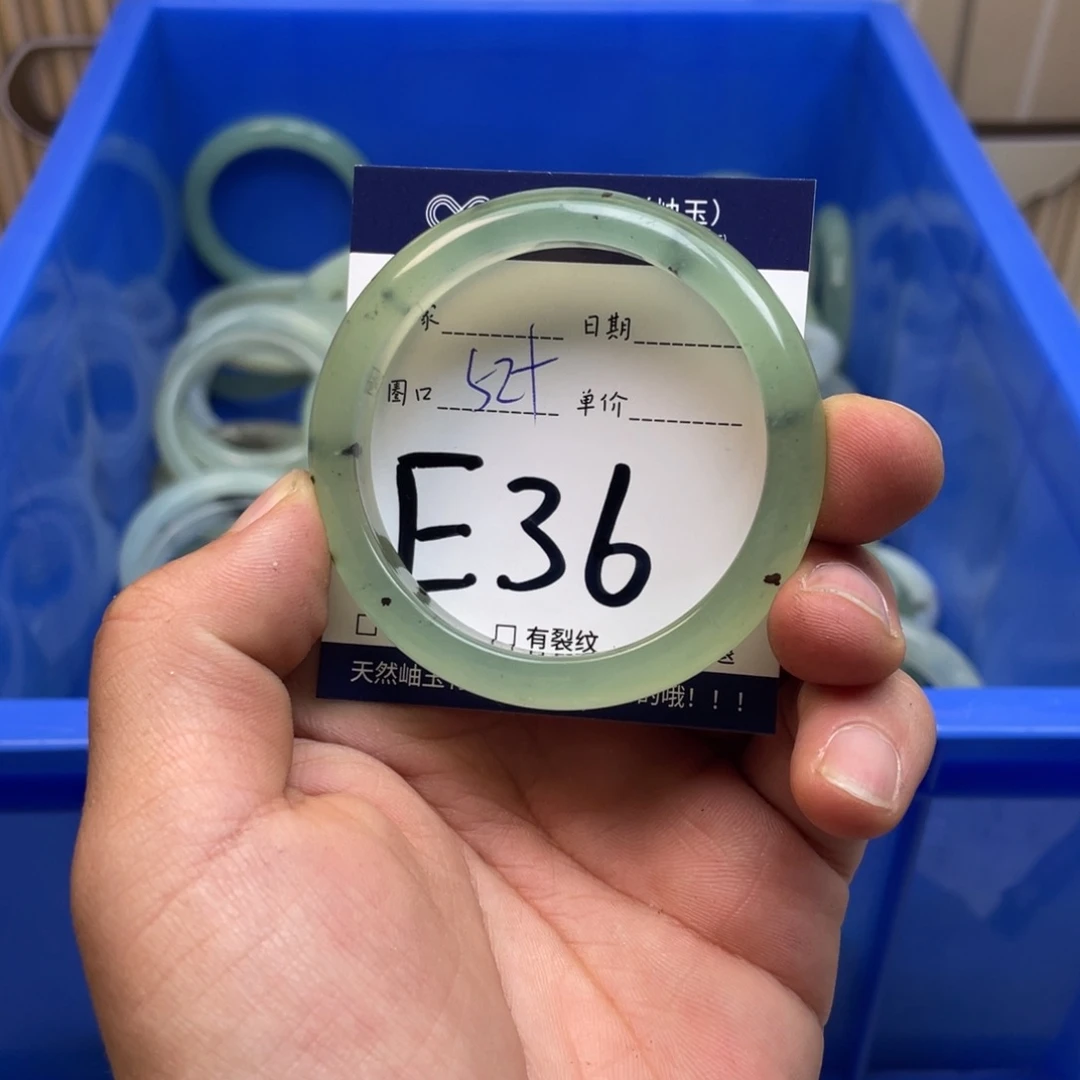 岫玉）
日期
圈口 52+ 单价
E36
有裂纹
天然岫玉 的哦！！！